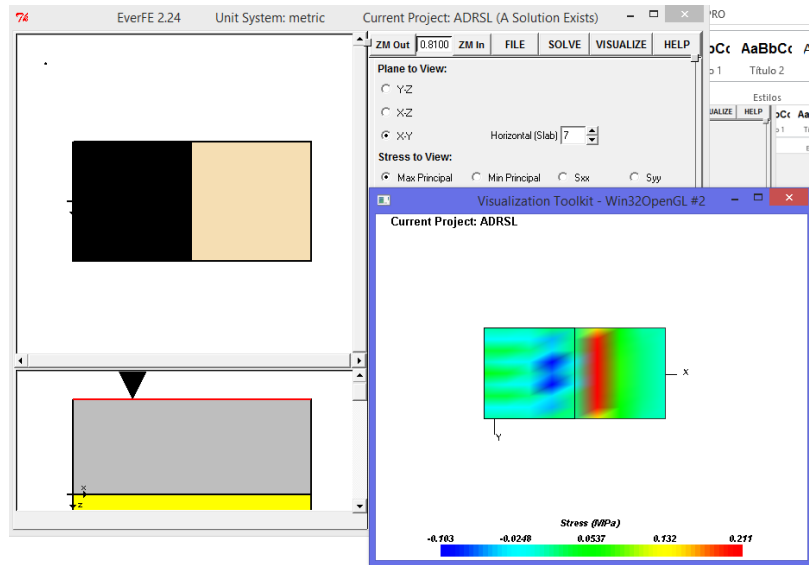 EverFE 2.24 Unit System: metric Current Project: ADRSL (A Solution Exists)
ZM Out 0.8100 ZM In FILE SOLVE VISUALIZE HELP
Plane to View:
Y-Z
X-Z
X-Y Horizontal (Slab) 7
Stress to View:
Max Principal Min Principal Sxx Syy
Visualization Toolkit - Win32OpenGL #2
Current Project: ADRSL
X
Y
Stress (MPa)
-0.103 -0.0248 0.0537 0.132 0.211
x
z
PRO
AaBbC
Título 2
Estilos
HELP